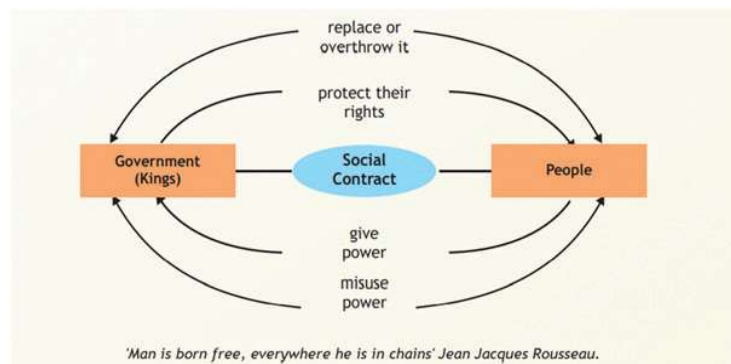 replace or
overthrow it
protect their
rights
Government
(Kings)
Social
Contract
People
give
power
misuse
power
'Man is born free, everywhere he is in chains' Jean Jacques Rousseau.